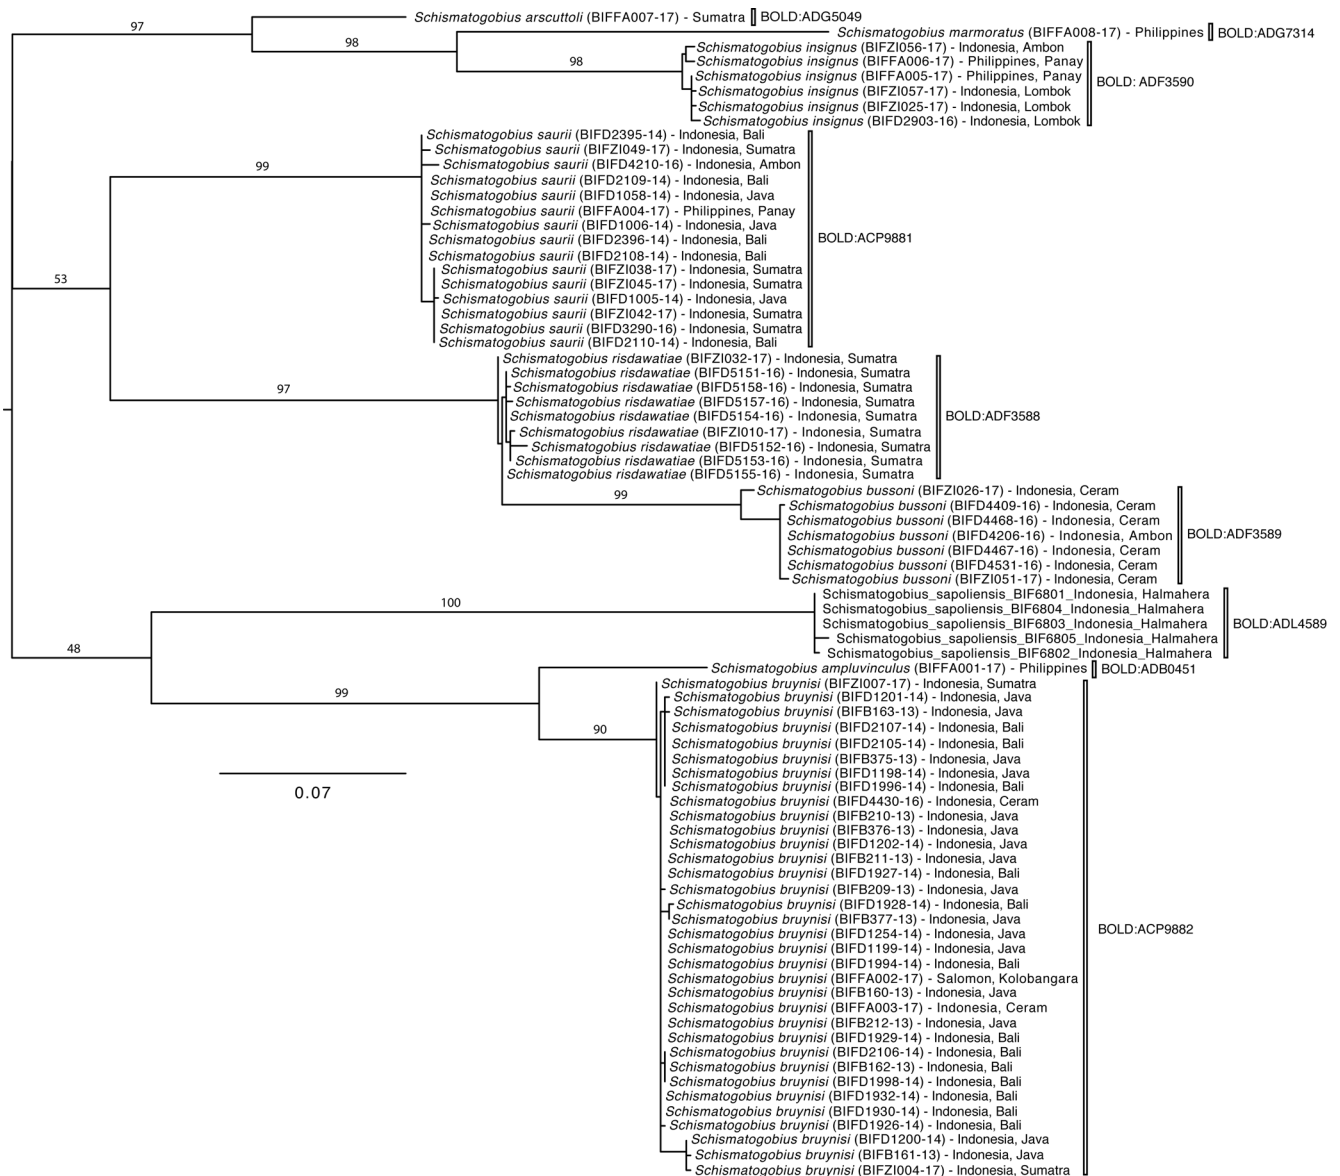 97
Schismatogobius arscuttoli (BIFFA007-17) - Sumatra
BOLD:ADG5049
Schismatogobius marmoratus (BIFFA008-17) - Philippines
BOLD:ADG7314
98
Schismatogobius insignus (BIFZI056-17) - Indonesia, Ambon
98
Schismatogobius insignus (BIFFA006-17) - Philippines, Panay
Schismatogobius insignus (BIFFA005-17) - Philippines, Panay
BOLD: ADF3590
Schismatogobius insignus (BIFZI057-17) - Indonesia, Lombok
Schismatogobius insignus (BIFZI025-17) - Indonesia, Lombok
Schismatogobius insignus (BIFD2903-16) - Indonesia, Lombok
Schismatogobius saurii (BIFD2395-14) - Indonesia, Bali
Schismatogobius saurii (BIFZI049-17) - Indonesia, Sumatra
99
Schismatogobius saurii (BIFD4210-16) - Indonesia, Ambon
Schismatogobius saurii (BIFD2109-14) - Indonesia, Bali
Schismatogobius saurii (BIFD1058-14) - Indonesia, Java
Schismatogobius saurii (BIFFA004-17) - Philippines, Panay
Schismatogobius saurii (BIFD1006-14) - Indonesia, Java
Schismatogobius saurii (BIFD2396-14) - Indonesia, Bali
BOLD:ACP9881
Schismatogobius saurii (BIFD2108-14) - Indonesia, Bali
Schismatogobius saurii (BIFZI038-17) - Indonesia, Sumatra
53
Schismatogobius saurii (BIFZI045-17) - Indonesia, Sumatra
Schismatogobius saurii (BIFD1005-14) - Indonesia, Java
Schismatogobius saurii (BIFZI042-17) - Indonesia, Sumatra
Schismatogobius saurii (BIFD3290-16) - Indonesia, Sumatra
Schismatogobius saurii (BIFD2110-14) - Indonesia, Bali
Schismatogobius risdawatiae (BIFZI032-17) - Indonesia, Sumatra
Schismatogobius risdawatiae (BIFD5151-16) - Indonesia, Sumatra
97
Schismatogobius risdawatiae (BIFD5158-16) - Indonesia, Sumatra
Schismatogobius risdawatiae (BIFD5157-16) - Indonesia, Sumatra
Schismatogobius risdawatiae (BIFD5154-16) - Indonesia, Sumatra
BOLD:ADF3588
Schismatogobius risdawatiae (BIFZI010-17) - Indonesia, Sumatra
Schismatogobius risdawatiae (BIFD5152-16) - Indonesia, Sumatra
Schismatogobius risdawatiae (BIFD5153-16) - Indonesia, Sumatra
Schismatogobius risdawatiae (BIFD5155-16) - Indonesia, Sumatra
99
Schismatogobius bussoni (BIFZI026-17) - Indonesia, Ceram
Schismatogobius bussoni (BIFD4409-16) - Indonesia, Ceram
Schismatogobius bussoni (BIFD4468-16) - Indonesia, Ceram
Schismatogobius bussoni (BIFD4206-16) - Indonesia, Ambon
BOLD:ADF3589
Schismatogobius bussoni (BIFD4467-16) - Indonesia, Ceram
Schismatogobius bussoni (BIFD4531-16) - Indonesia, Ceram
Schismatogobius bussoni (BIFZI051-17) - Indonesia, Ceram
100
Schismatogobius_sapoliensis_BIF6801_Indonesia, Halmahera
Schismatogobius_sapoliensis_BIF6804_Indonesia_Halmahera
Schismatogobius_sapoliensis_BIF6803_Indonesia_Halmahera
BOLD:ADL4589
Schismatogobius_sapoliensis_BIF6805_Indonesia_Halmahera
48
Schismatogobius_sapoliensis_BIF6802_Indonesia_Halmahera
Schismatogobius ampluvinculus (BIFFA001-17) - Philippines
BOLD:ADB0451
99
Schismatogobius bruynisi (BIFZI007-17) - Indonesia, Sumatra
Schismatogobius bruynisi (BIFD1201-14) - Indonesia, Java
Schismatogobius bruynisi (BIFB163-13) - Indonesia, Java
90
Schismatogobius bruynisi (BIFD2107-14) - Indonesia, Bali
Schismatogobius bruynisi (BIFD2105-14) - Indonesia, Bali
Schismatogobius bruynisi (BIFB375-13) - Indonesia, Java
Schismatogobius bruynisi (BIFD1198-14) - Indonesia, Java
Schismatogobius bruynisi (BIFD1996-14) - Indonesia, Bali
0.07
Schismatogobius bruynisi (BIFD4430-16) - Indonesia, Ceram
Schismatogobius bruynisi (BIFB210-13) - Indonesia, Java
Schismatogobius bruynisi (BIFB376-13) - Indonesia, Java
Schismatogobius bruynisi (BIFD1202-14) - Indonesia, Java
Schismatogobius bruynisi (BIFB211-13) - Indonesia, Java
Schismatogobius bruynisi (BIFD1927-14) - Indonesia, Bali
Schismatogobius bruynisi (BIFB209-13) - Indonesia, Java
Schismatogobius bruynisi (BIFD1928-14) - Indonesia, Bali
Schismatogobius bruynisi (BIFB377-13) - Indonesia, Java
BOLD:ACP9882
Schismatogobius bruynisi (BIFD1254-14) - Indonesia, Java
Schismatogobius bruynisi (BIFD1199-14) - Indonesia, Java
Schismatogobius bruynisi (BIFD1994-14) - Indonesia, Bali
Schismatogobius bruynisi (BIFFA002-17) - Salomon, Kolobangara
Schismatogobius bruynisi (BIFB160-13) - Indonesia, Java
Schismatogobius bruynisi (BIFFA003-17) - Indonesia, Ceram
Schismatogobius bruynisi (BIFB212-13) - Indonesia, Java
Schismatogobius bruynisi (BIFD1929-14) - Indonesia, Bali
Schismatogobius bruynisi (BIFD2106-14) - Indonesia, Bali
Schismatogobius bruynisi (BIFB162-13) - Indonesia, Bali
Schismatogobius bruynisi (BIFD1998-14) - Indonesia, Bali
Schismatogobius bruynisi (BIFD1932-14) - Indonesia, Bali
Schismatogobius bruynisi (BIFD1930-14) - Indonesia, Bali
Schismatogobius bruynisi (BIFD1926-14) - Indonesia, Bali
Schismatogobius bruynisi (BIFD1200-14) - Indonesia, Java
Schismatogobius bruynisi (BIFB161-13) - Indonesia, Java
Schismatogobius bruynisi (BIFZI004-17) - Indonesia, Sumatra